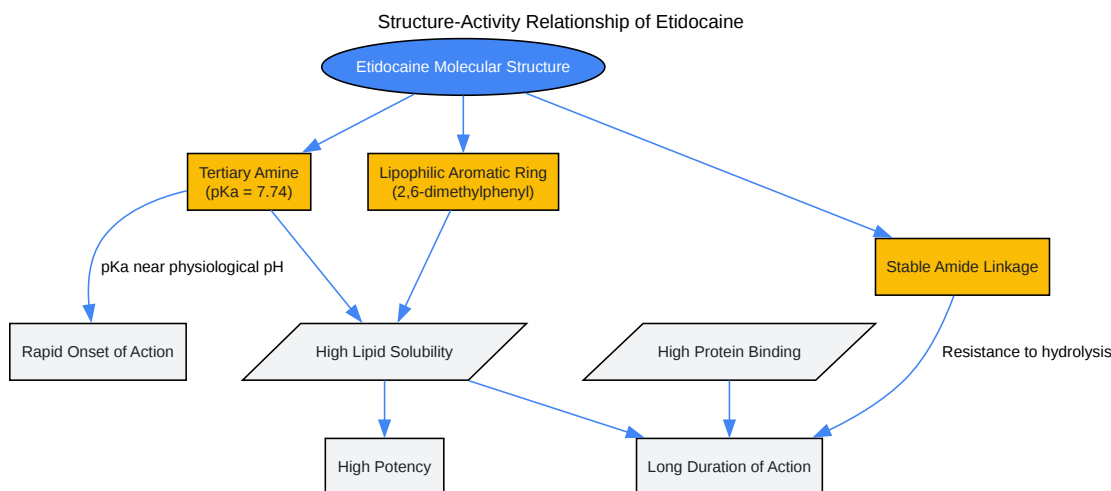 Structure-Activity Relationship of Etidocaine
Etidocaine Molecular Structure
Tertiary Amine
(pKa = 7.74)
Lipophilic Aromatic Ring
(2,6-dimethylphenyl)
Stable Amide Linkage
pKa near physiological pH
Rapid Onset of Action
High Lipid Solubility
High Protein Binding
Resistance to hydrolysis
High Potency
Long Duration of Action